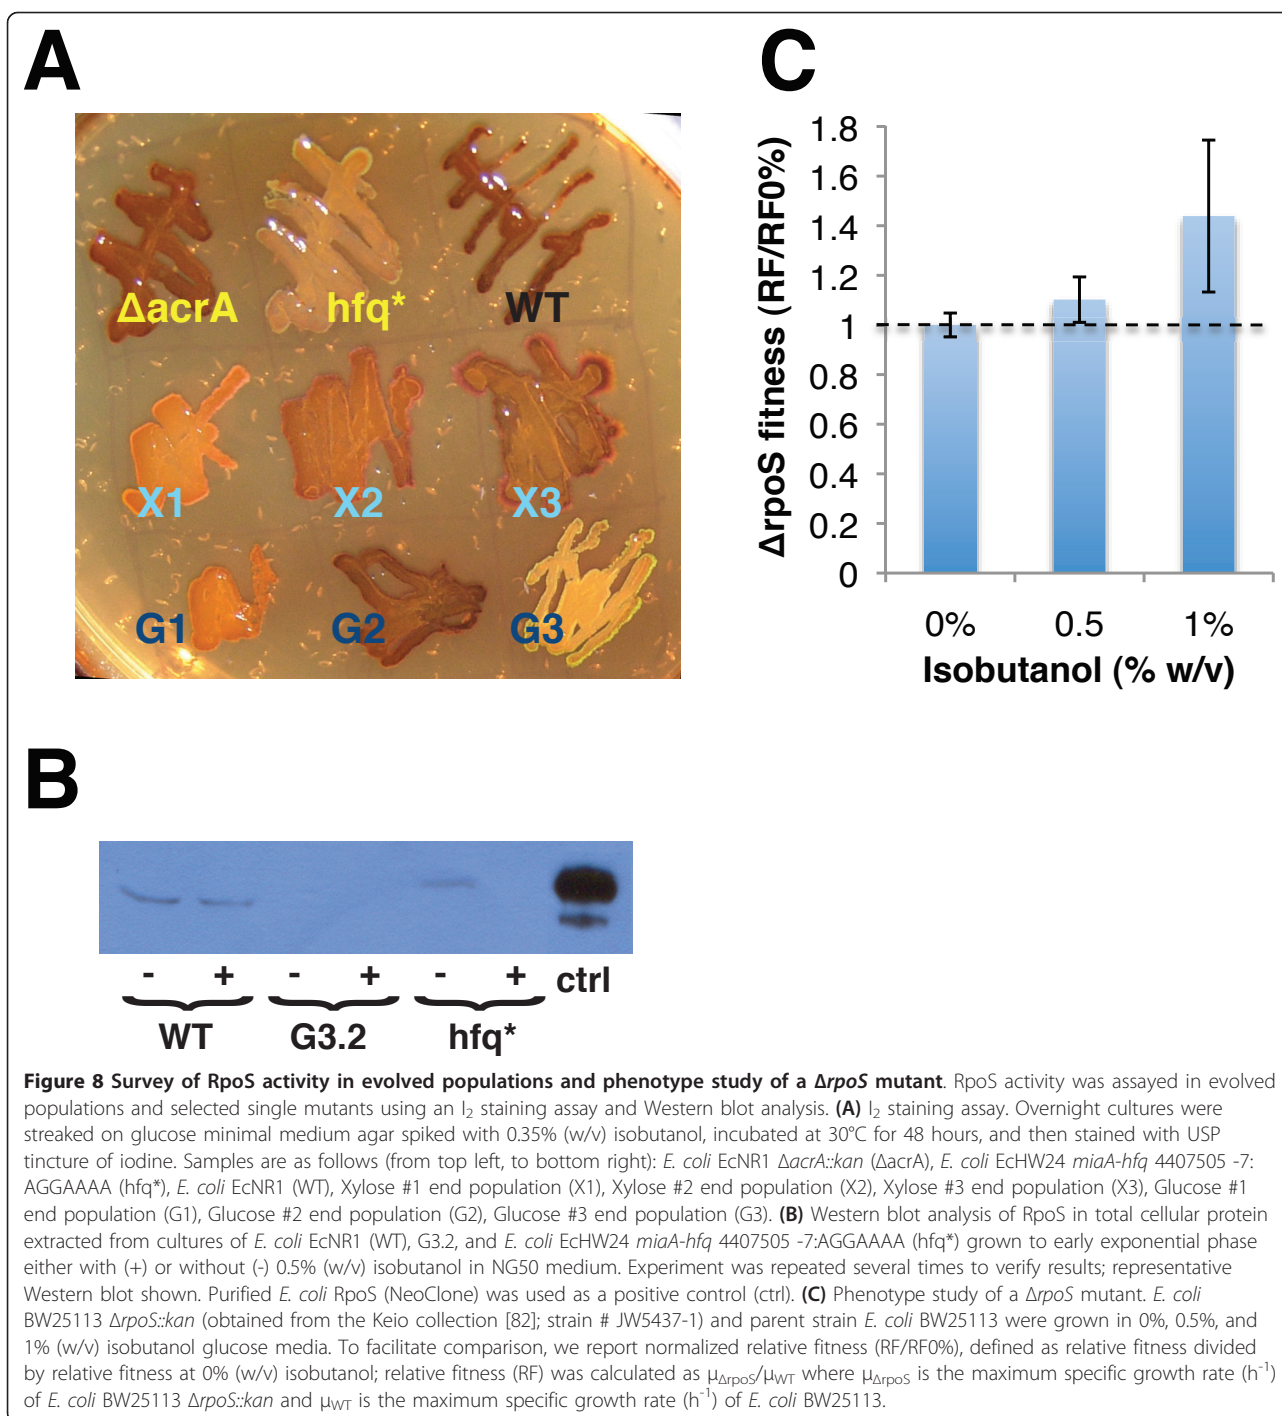 A
ΔacrA
hfq*
WT
X1
X2
X3
G1
G2
G3
C
ΔrpoS fitness (RF/RF0%)
1.8
1.6
1.4
1.2
1
0.8
0.6
0.4
0.2
0
0%
0.5
1%
Isobutanol (% w/v)
B
- + - + - + ctrl
WT G3.2 hfq*
Figure 8 Survey of RpoS activity in evolved populations and phenotype study of a ΔrpoS mutant. RpoS activity was assayed in evolved
populations and selected single mutants using an I2 staining assay and Western blot analysis. (A) I2 staining assay. Overnight cultures were
streaked on glucose minimal medium agar spiked with 0.35% (w/v) isobutanol, incubated at 30°C for 48 hours, and then stained with USP
tincture of iodine. Samples are as follows (from top left, to bottom right): E. coli EcNR1 ΔacrA::kan (ΔacrA), E. coli EcHW24 miaA-hfq 4407505 -7:
AGGAAAA (hfq*), E. coli EcNR1 (WT), Xylose #1 end population (X1), Xylose #2 end population (X2), Xylose #3 end population (X3), Glucose #1
end population (G1), Glucose #2 end population (G2), Glucose #3 end population (G3). (B) Western blot analysis of RpoS in total cellular protein
extracted from cultures of E. coli EcNR1 (WT), G3.2, and E. coli EcHW24 miaA-hfq 4407505 -7:AGGAAAA (hfq*) grown to early exponential phase
either with (+) or without (-) 0.5% (w/v) isobutanol in NG50 medium. Experiment was repeated several times to verify results; representative
Western blot shown. Purified E. coli RpoS (NeoClone) was used as a positive control (ctrl). (C) Phenotype study of a ΔrpoS mutant. E. coli
BW25113 ΔrpoS::kan (obtained from the Keio collection [82]; strain # JW5437-1) and parent strain E. coli BW25113 were grown in 0%, 0.5%, and
1% (w/v) isobutanol glucose media. To facilitate comparison, we report normalized relative fitness (RF/RF0%), defined as relative fitness divided
by relative fitness at 0% (w/v) isobutanol; relative fitness (RF) was calculated as μΔrpoS/μWT where μΔrpoS is the maximum specific growth rate (h-1)
of E. coli BW25113 ΔrpoS::kan and μWT is the maximum specific growth rate (h-1) of E. coli BW25113.